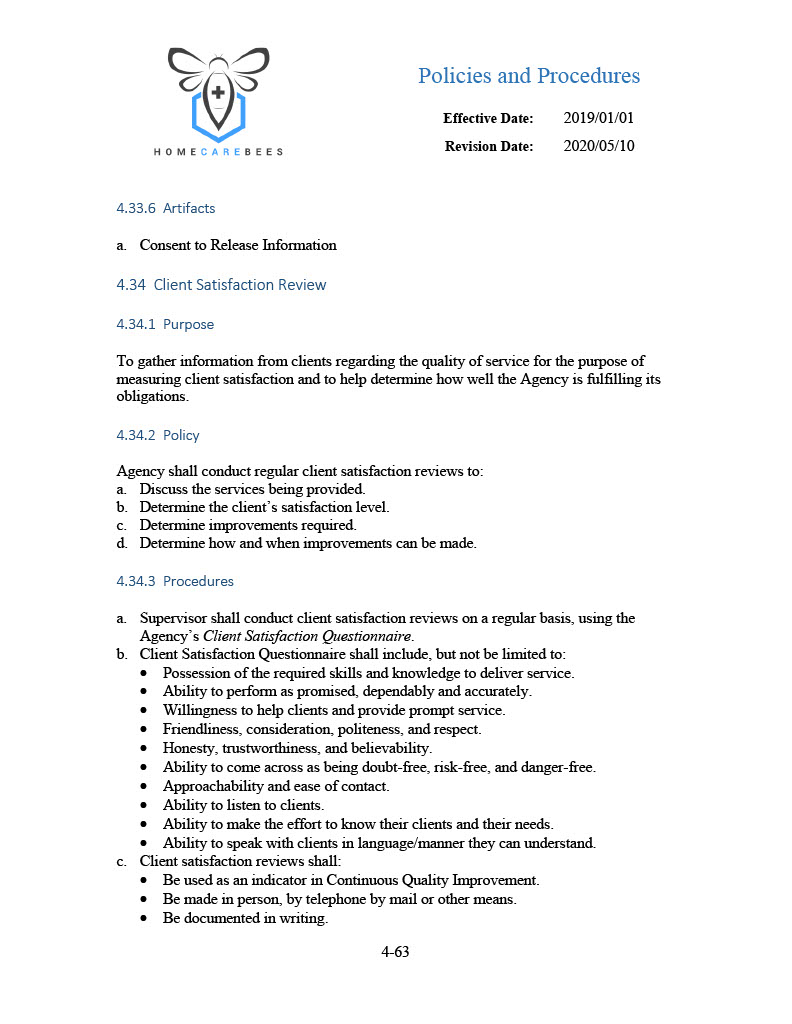 HOMECAREBEES
Policies and Procedures
Effective Date: 2019/01/01
Revision Date: 2020/05/10
4.33.6 Artifacts
a. Consent to Release Information
4.34 Client Satisfaction Review
4.34.1 Purpose
To gather information from clients regarding the quality of service for the purpose of
measuring client satisfaction and to help determine how well the Agency is fulfilling its
obligations.
4.34.2 Policy
Agency shall conduct regular client satisfaction reviews to:
a. Discuss the services being provided.
b. Determine the client’s satisfaction level.
c. Determine improvements required.
d. Determine how and when improvements can be made.
4.34.3 Procedures
a. Supervisor shall conduct client satisfaction reviews on a regular basis, using the
Agency’s Client Satisfaction Questionnaire.
b. Client Satisfaction Questionnaire shall include, but not be limited to:
• Possession of the required skills and knowledge to deliver service.
• Ability to perform as promised, dependably and accurately.
• Willingness to help clients and provide prompt service.
• Friendliness, consideration, politeness, and respect.
• Honesty, trustworthiness, and believability.
• Ability to come across as being doubt-free, risk-free, and danger-free.
• Approachability and ease of contact.
• Ability to listen to clients.
• Ability to make the effort to know their clients and their needs.
• Ability to speak with clients in language/manner they can understand.
c. Client satisfaction reviews shall:
• Be used as an indicator in Continuous Quality Improvement.
• Be made in person, by telephone by mail or other means.
• Be documented in writing.
4-63